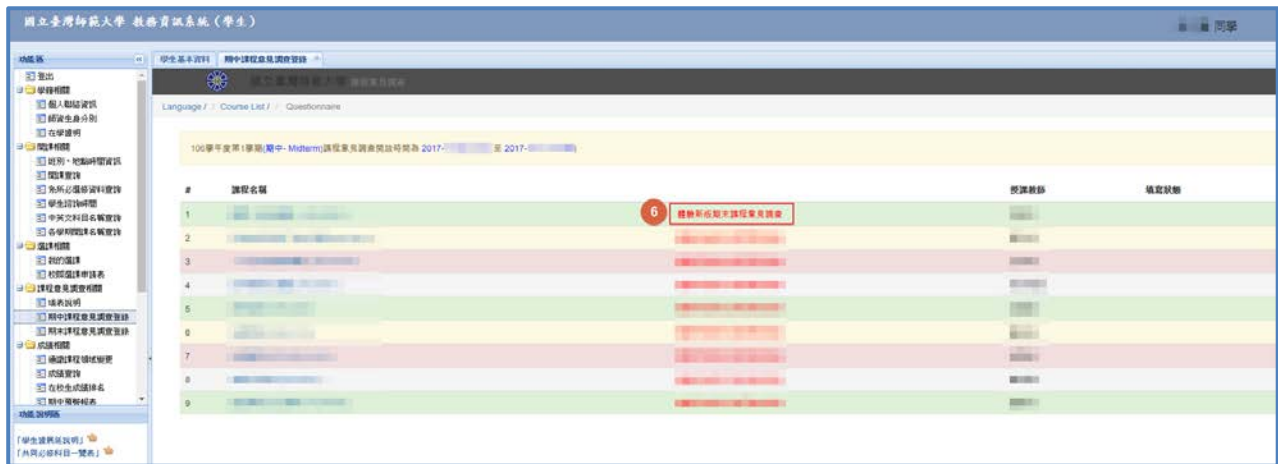 國立臺灣師範大學 教務資訊系統（學生）
同學
功能區
學生基本資料
期中課程意見調查登錄
登出
學籍相關
個人聯絡資訊
師資生身分別
在學證明
開課相關
班別、地點時間資訊
開課查詢
系所必選修資料查詢
學生諮詢時間
中英文科目名稱查詢
各學期開課名稱查詢
選課相關
我的選課
校際選課申請表
課程意見調查相關
填表說明
期中課程意見調查登錄
期末課程意見調查登錄
成績相關
通識課程領域變更
成績查詢
在校生成績排名
期中預警報表
功能說明區
「共同必修科目一覽表」
Language / Course List / Questionnaire
學年度第1學期(期中- Midterm)課程意見調查開放時間為 2017- 至 2017-
# 課程名稱 授課教師 填寫狀態
1 6 體驗新版期末課程意見調查
2
3
4
5
6
7
8
9